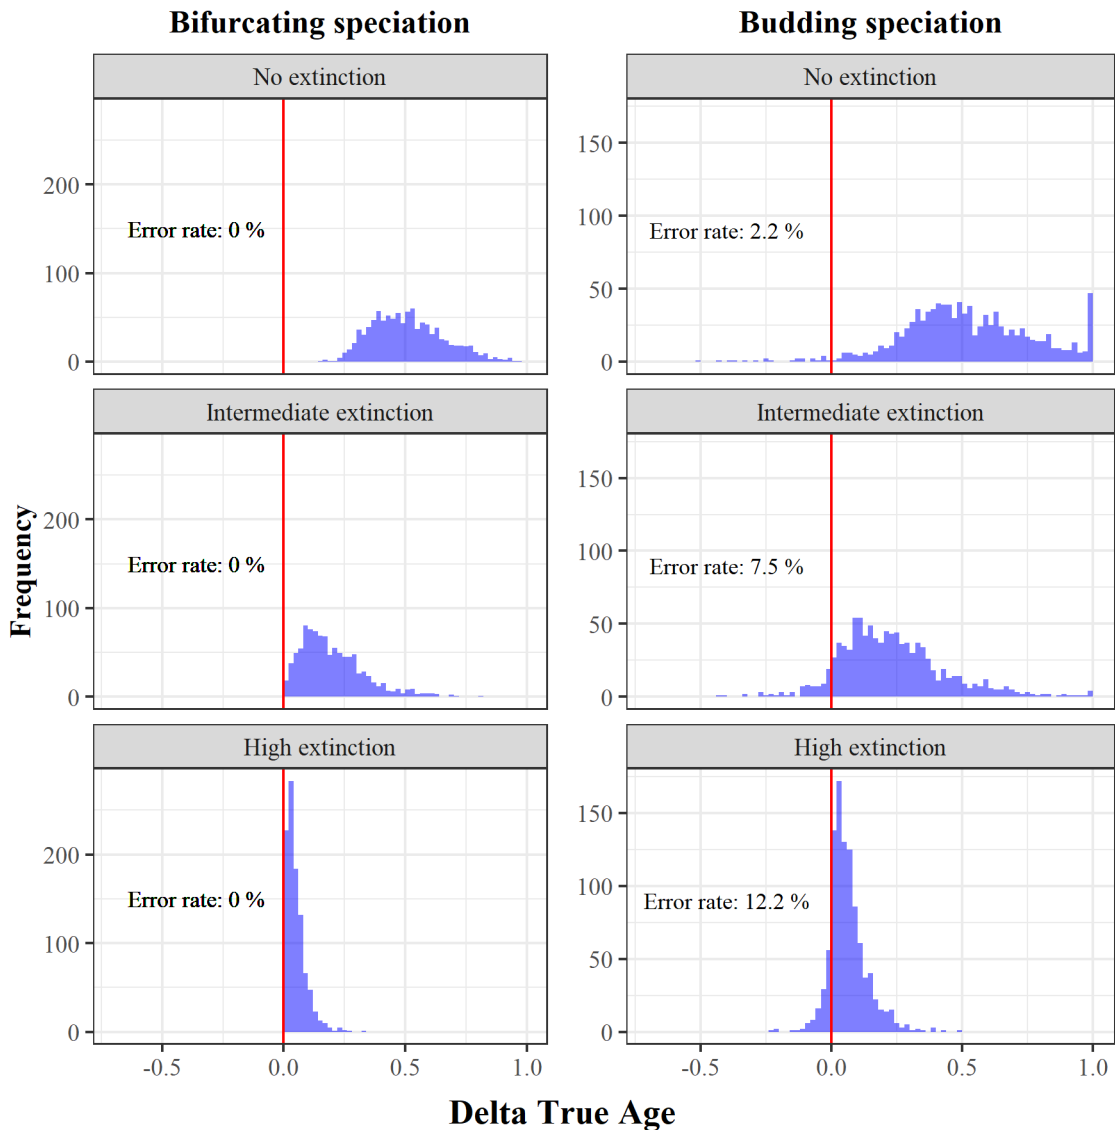 Bifurcating speciation
Budding speciation
No extinction
No extinction
200
100
0
Error rate: 0 %
150
100
50
0
Error rate: 2.2 %
Intermediate extinction
Intermediate extinction
200
100
0
Error rate: 0 %
150
100
50
0
Error rate: 7.5 %
Frequency
High extinction
High extinction
200
100
0
Error rate: 0 %
150
100
50
0
Error rate: 12.2 %
-0.5 0.0 0.5 1.0
-0.5 0.0 0.5 1.0
Delta True Age